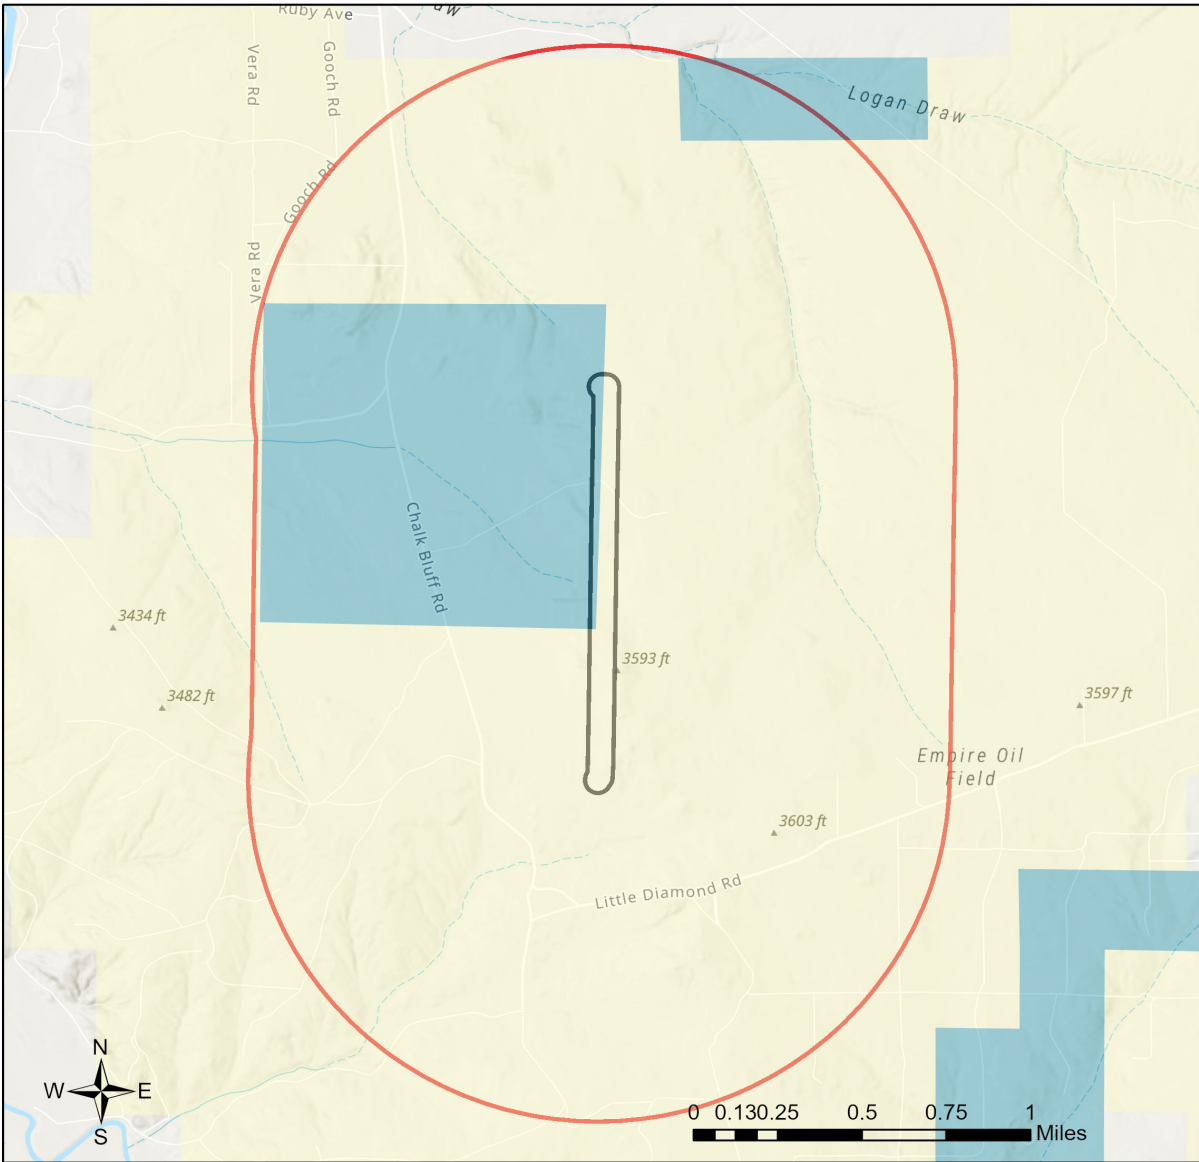 Ruby Ave
aw
Vera Rd
Gooch Rd
Logan Draw
Gooch Rd
Vera Rd
Chalk Bluff Rd
3434 ft
3593 ft
3482 ft
3597 ft
Empire Oil
Field
3603 ft
Little Diamond Rd
N
W E
S
0 0.130.25 0.5 0.75 1
Miles